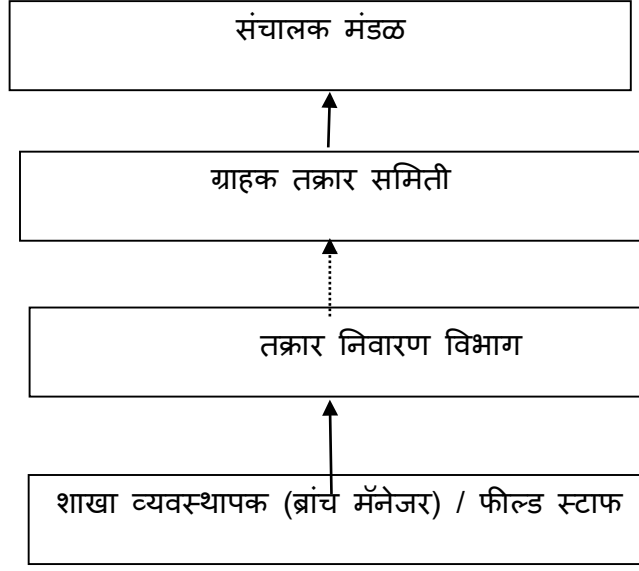 संचालक मंडळ
ग्राहक तक्रार समिती
तक्रार निवारण विभाग
शाखा व्यवस्थापक (ब्रांच मॅनेजर) / फील्ड स्टाफ